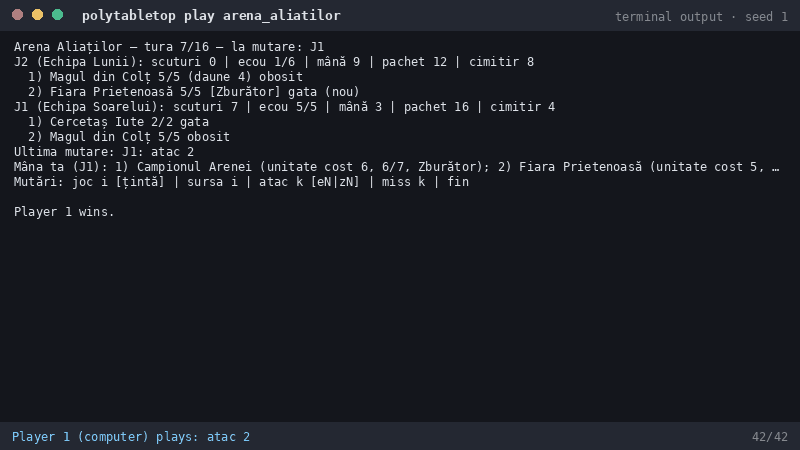 polytabletop play arena_aliatilor
terminal output · seed 1
Arena Aliaților — tura 7/16 — la mutare: J1
J2 (Echipa Lunii): scuturi 0 | ecou 1/6 | mână 9 | pachet 12 | cimitir 8
1) Magul din Colț 5/5 (daune 4) obosit
2) Fiara Prietenoasă 5/5 [Zburător] gata (nou)
J1 (Echipa Soarelui): scuturi 7 | ecou 5/5 | mână 3 | pachet 16 | cimitir 4
1) Cercetaș Iute 2/2 gata
2) Magul din Colț 5/5 obosit
Ultima mutare: J1: atac 2
Mâna ta (J1): 1) Campionul Arenei (unitate cost 6, 6/7, Zburător); 2) Fiara Prietenoasă (unitate cost 5, …
Mutări: joc i [țintă] | sursa i | atac k [eN|zN] | miss k | fin
Player 1 wins.
Player 1 (computer) plays: atac 2
42/42